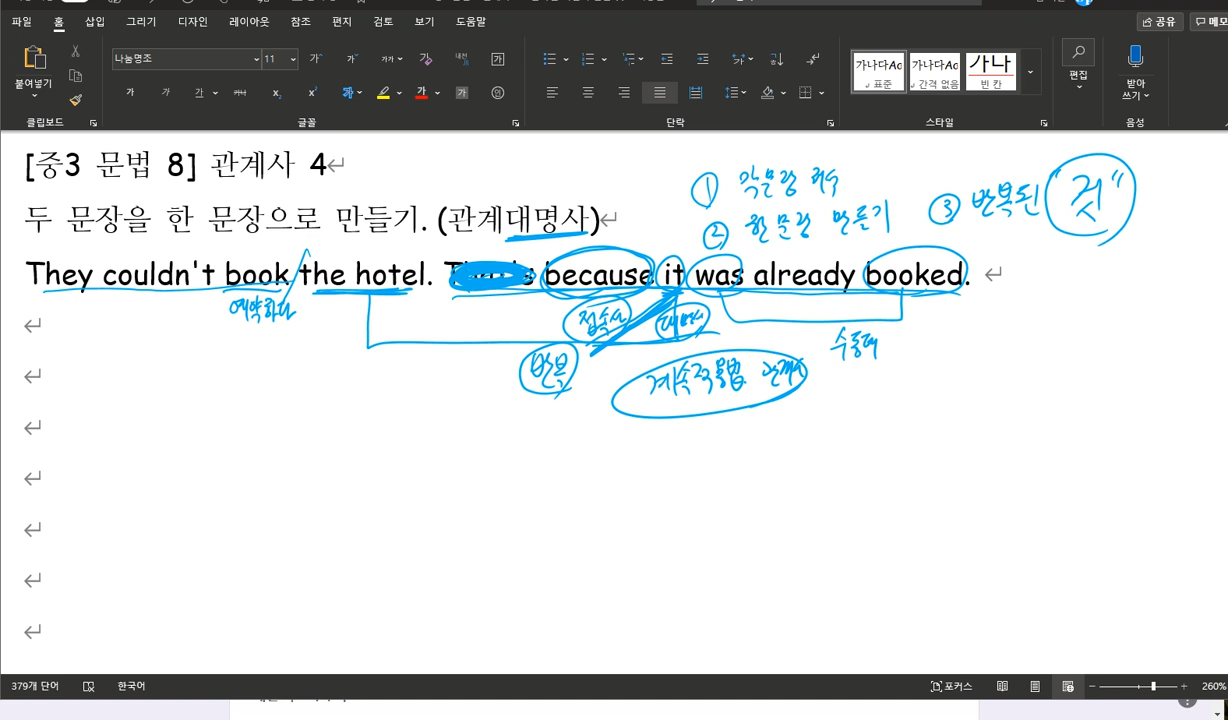 파일 홈 삽입 그리기 디자인 레이아웃 참조 편지 검토 보기 도움말 공유 메모
붙여넣기 나눔명조 11 가나다Ac 가나다Ac 가나 편집 받아쓰기
표준 간격 없음 빈 칸
클립보드 글꼴 단락 스타일 음성
[중3 문법 8] 관계사 4
① 
두 문장을 한 문장으로 만들기. (관계대명사)
② 한 문장 만들기
③ 반복된 "것"
They couldn't book the hotel. because it was already booked.
예약하다
접속사 대명사
수동태
반복
계속적 용법 관계사
379개 단어 한국어 포커스 260%